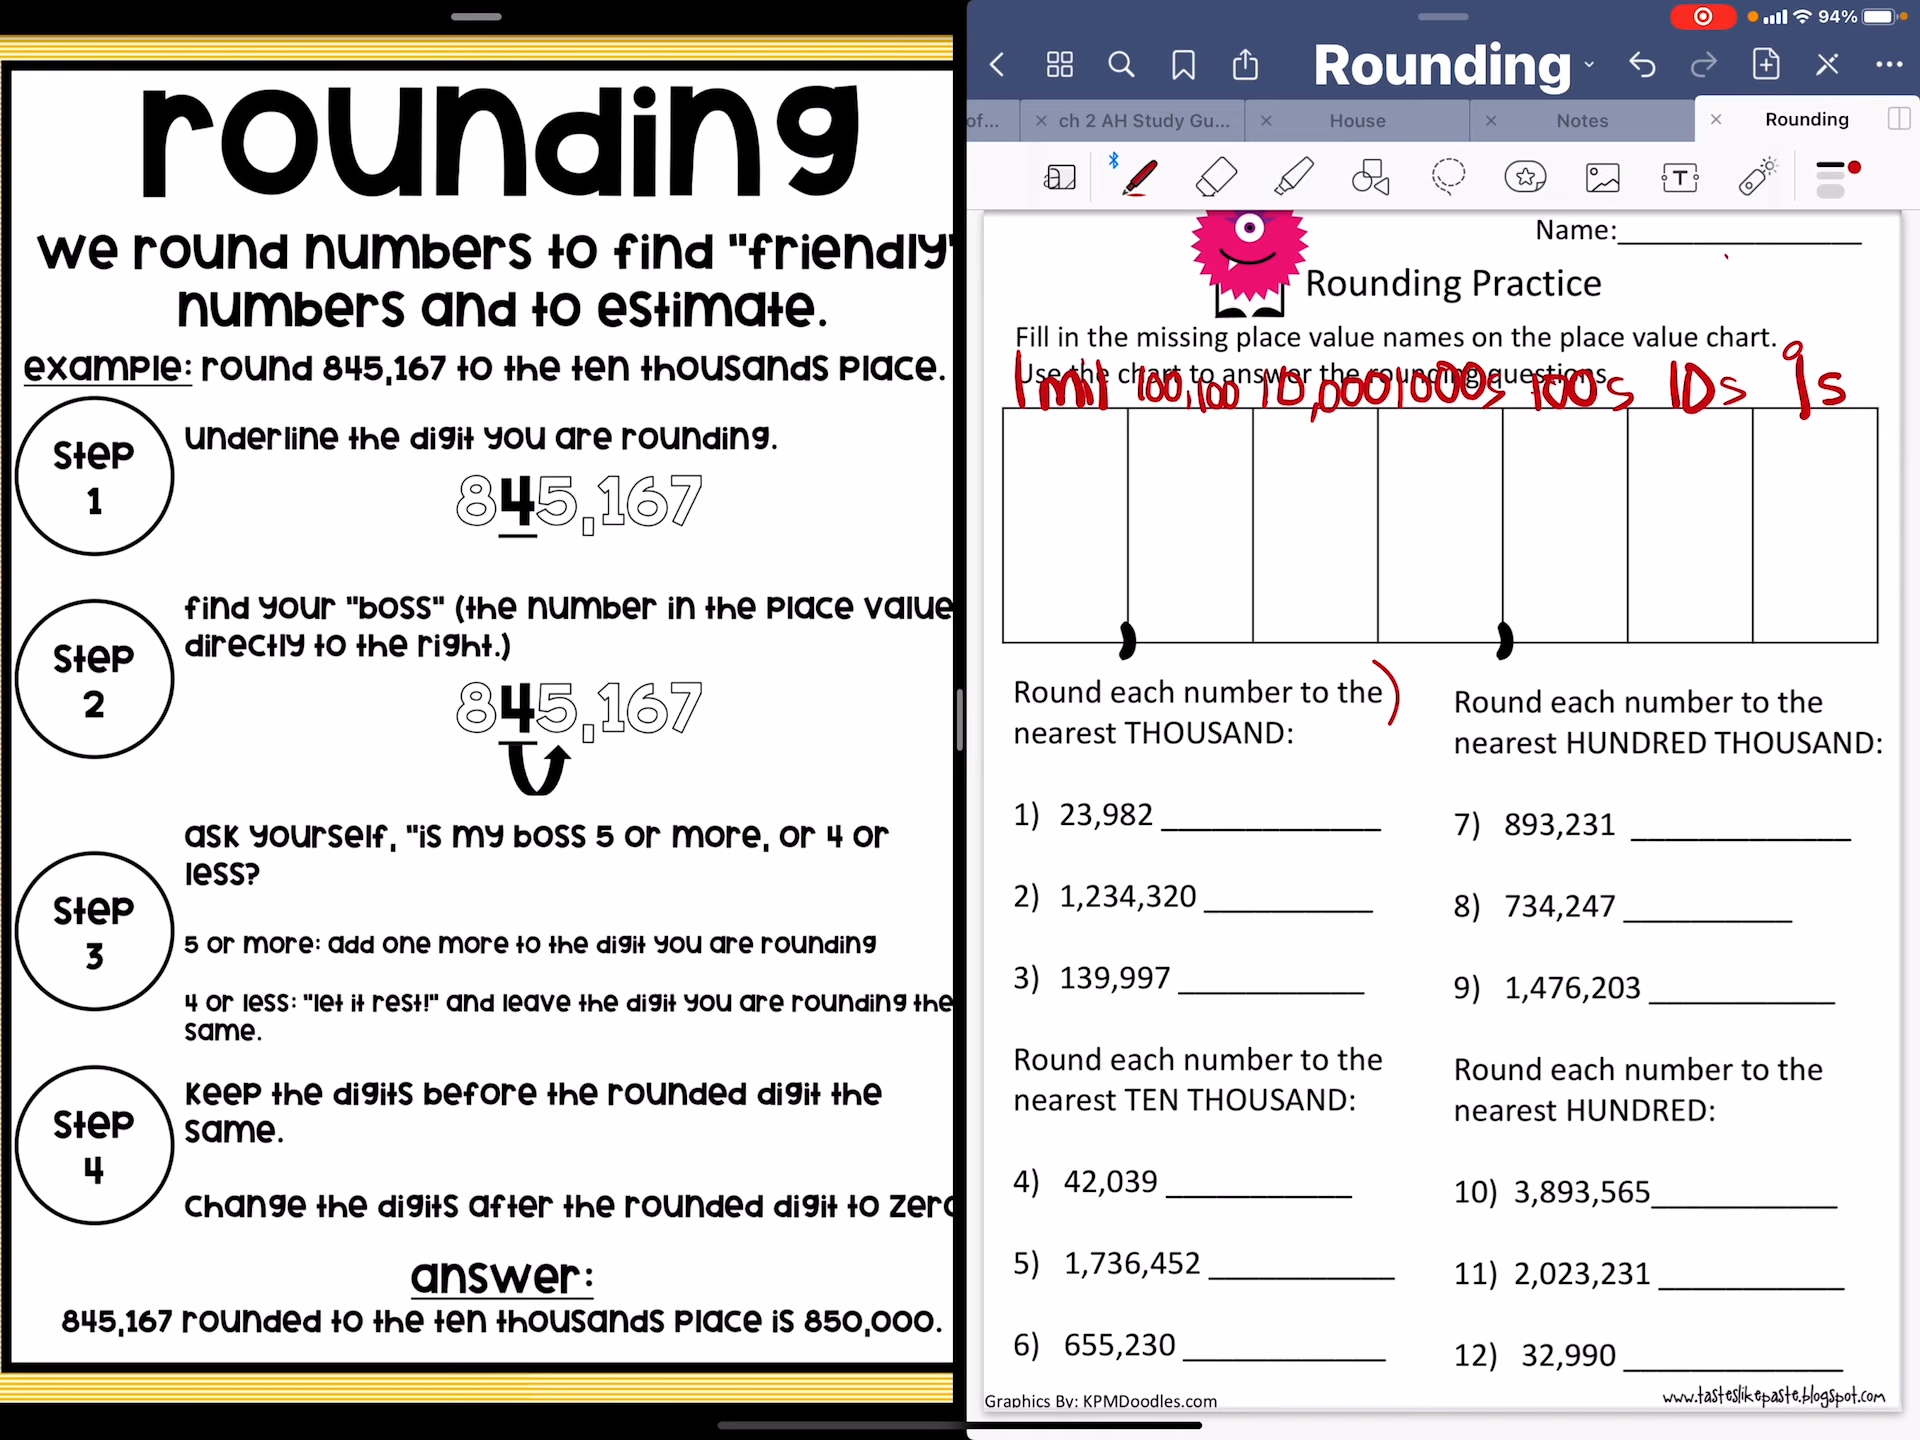 rounding
we round numbers to find "friendly"
numbers and to estimate.
example: round 845,167 to the ten thousands place.
Step
1
underline the digit you are rounding.
845,167
Step
2
find your "boss" (the number in the place value
directly to the right.)
845,167
Step
3
ask yourself, "is my boss 5 or more, or 4 or
less?
5 or more: add one more to the digit you are rounding
4 or less: "let it rest!" and leave the digit you are rounding the
same.
Step
4
keep the digits before the rounded digit the
same.
change the digits after the rounded digit to zero
answer:
845,167 rounded to the ten thousands place is 850,000.
94%
Rounding
of...
ch 2 AH Study Gu...
House
Notes
Rounding
Name:
Rounding Practice
Fill in the missing place value names on the place value chart.
Use the chart to answer the rounding questions
1 mil 100,100 10,000 1000s 100s 10s 1s
, ,
Round each number to the
nearest THOUSAND:
1) 23,982
2) 1,234,320
3) 139,997
Round each number to the
nearest TEN THOUSAND:
4) 42,039
5) 1,736,452
6) 655,230
Round each number to the
nearest HUNDRED THOUSAND:
7) 893,231
8) 734,247
9) 1,476,203
Round each number to the
nearest HUNDRED:
10) 3,893,565
11) 2,023,231
12) 32,990
Graphics By: KPMDoodles.com
www.tasteslikepaste.blogspot.com